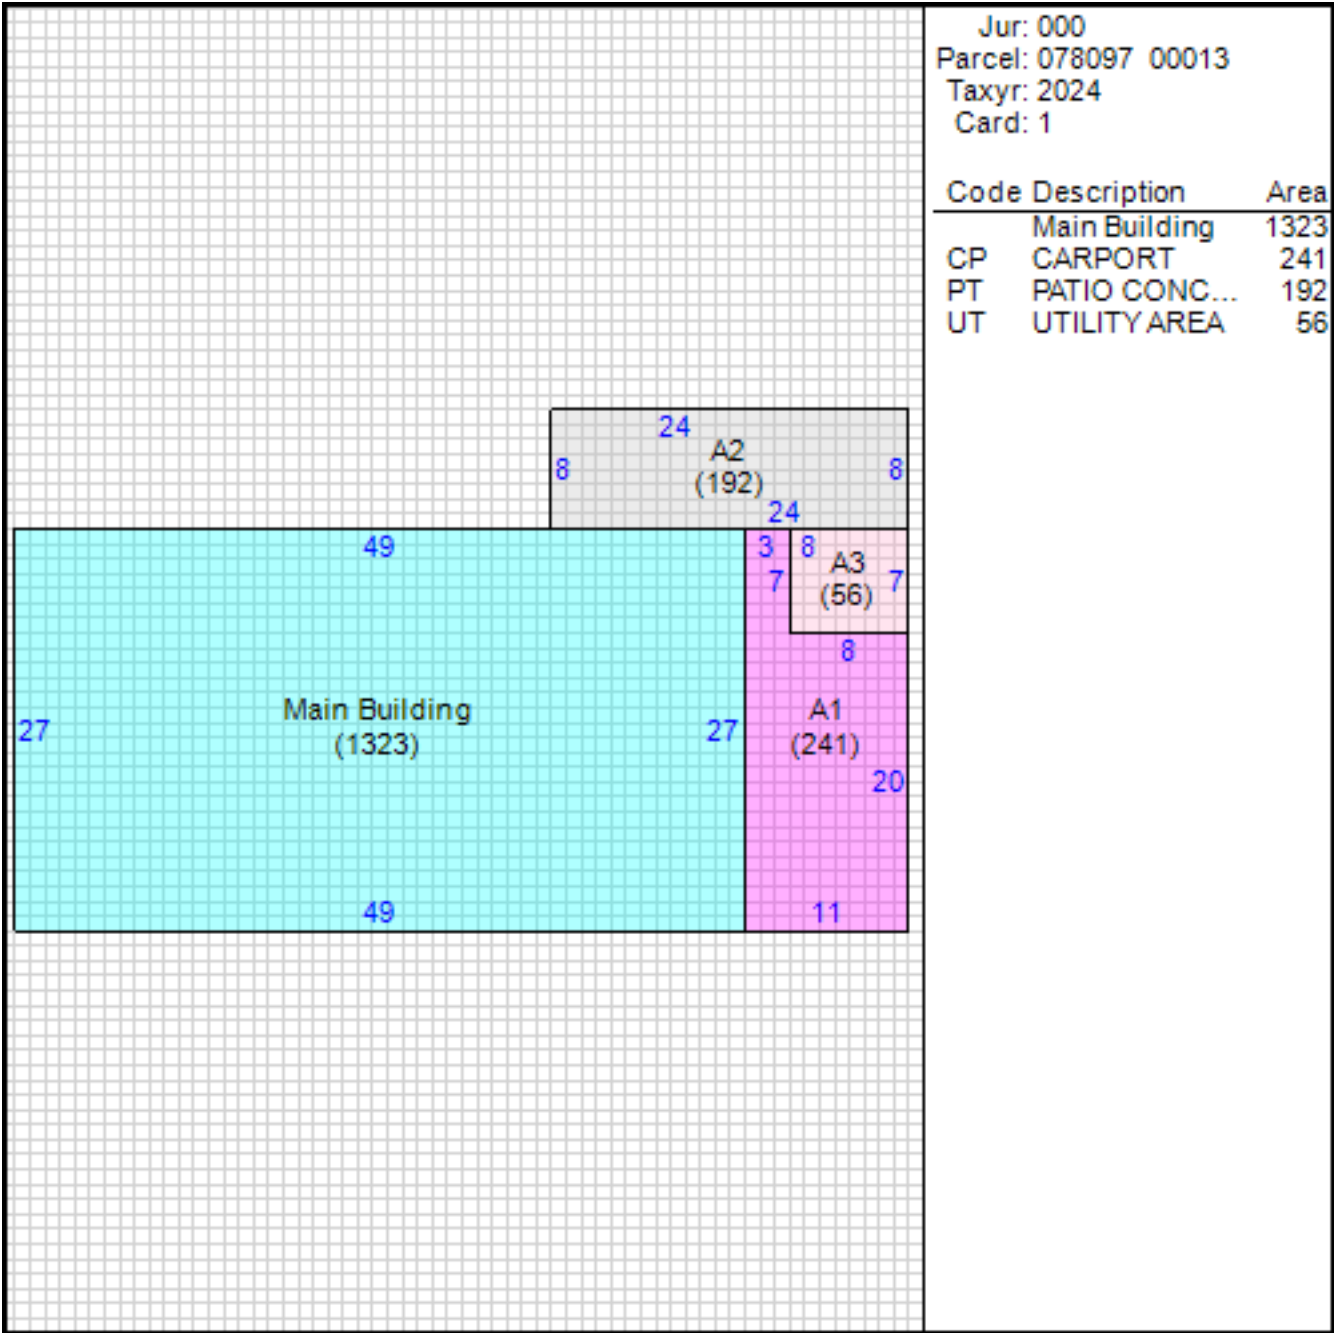 Jur: 000
Parcel: 078097 00013
Taxyr: 2024
Card: 1
Code Description Area
Main Building 1323
CP CARPORT 241
PT PATIO CONC... 192
UT UTILITY AREA 56
24
A2
8 (192) 8
24
49 3 8 A3
7 (56) 7
8
Main Building A1
27 (1323) 27 (241)
20
49 11